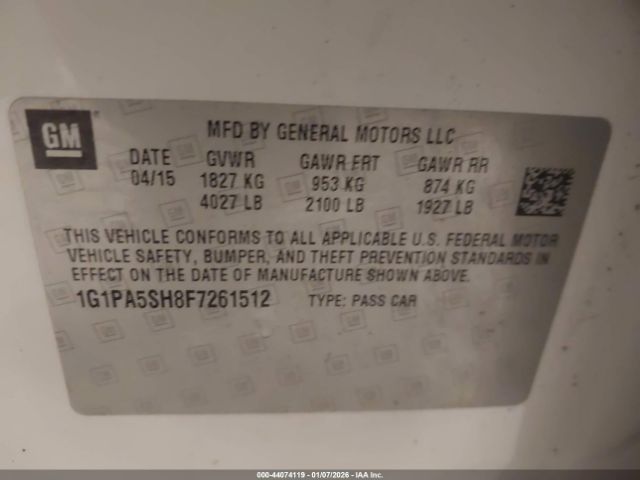 GM
MFD BY GENERAL MOTORS LLC
DATE GVWR GAWR FRT GAWR RR
04/15 1827 KG 953 KG 874 KG
4027 LB 2100 LB 1927 LB
THIS VEHICLE CONFORMS TO ALL APPLICABLE U.S. FEDERAL MOTOR
VEHICLE SAFETY, BUMPER, AND THEFT PREVENTION STANDARDS IN
EFFECT ON THE DATE OF MANUFACTURE SHOWN ABOVE.
1G1PA5SH8F7261512 TYPE: PASS CAR
000-44074119 - 01/07/2026 - IAA Inc.